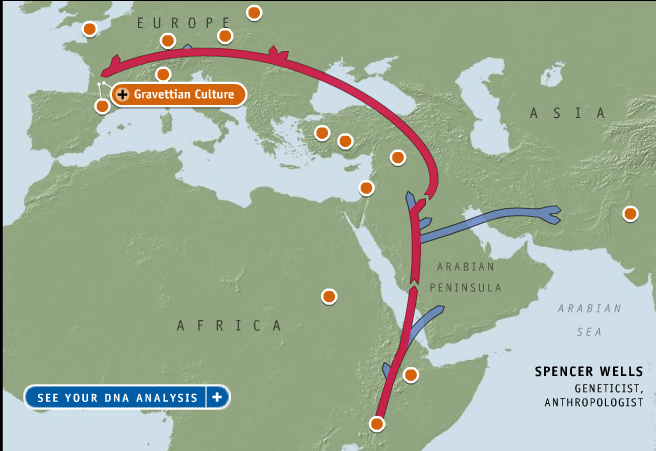 EUROPE
+ Gravettian Culture
ASIA
ARABIAN
PENINSULA
AFRICA
ARABIAN
SEA
SPENCER WELLS
GENETICIST,
ANTHROPOLOGIST
SEE YOUR DNA ANALYSIS +